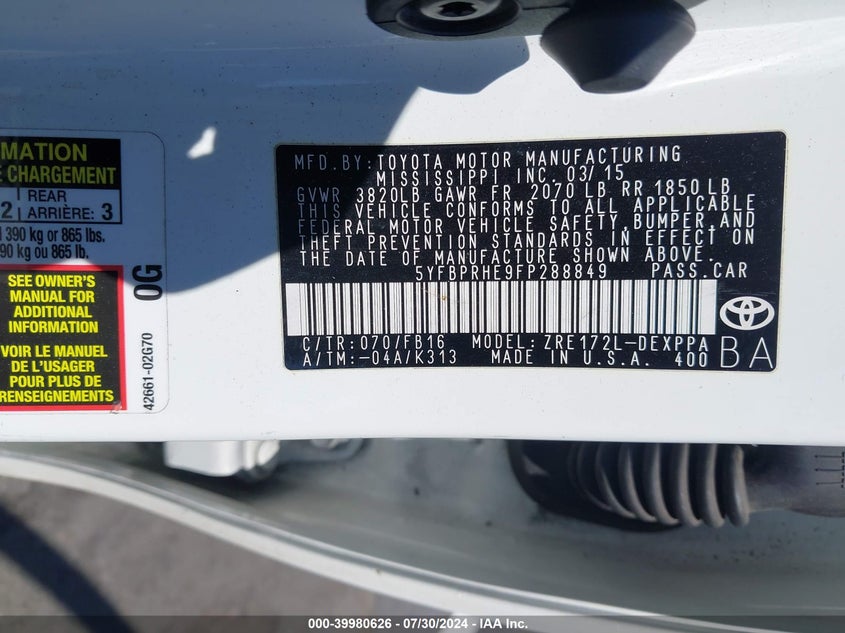 MATION
E CHARGEMENT
REAR
2 ARRIÈRE: 3
390 kg or 865 lbs.
90 kg ou 865 lb.
SEE OWNER'S
MANUAL FOR
ADDITIONAL
INFORMATION
VOIR LE MANUEL
DE L'USAGER
POUR PLUS DE
RENSEIGNEMENTS
0G
42661-02G70
MFD. BY: TOYOTA MOTOR MANUFACTURING
MISSISSIPPI INC. 03/15
GVWR 3820LB GAWR FR 2070 LB RR 1850 LB
THIS VEHICLE CONFORMS TO ALL APPLICABLE
FEDERAL MOTOR VEHICLE SAFETY, BUMPER, AND
THEFT PREVENTION STANDARDS IN EFFECT ON
THE DATE OF MANUFACTURE SHOWN ABOVE.
5YFBPRHE9FP288849 PASS.CAR
C/TR: 070/FB16 MODEL: ZRE172L-DEXPPA
A/TM: -04A/K313 MADE IN U.S.A. 400
BA
000-39980626 - 07/30/2024 - IAA Inc.